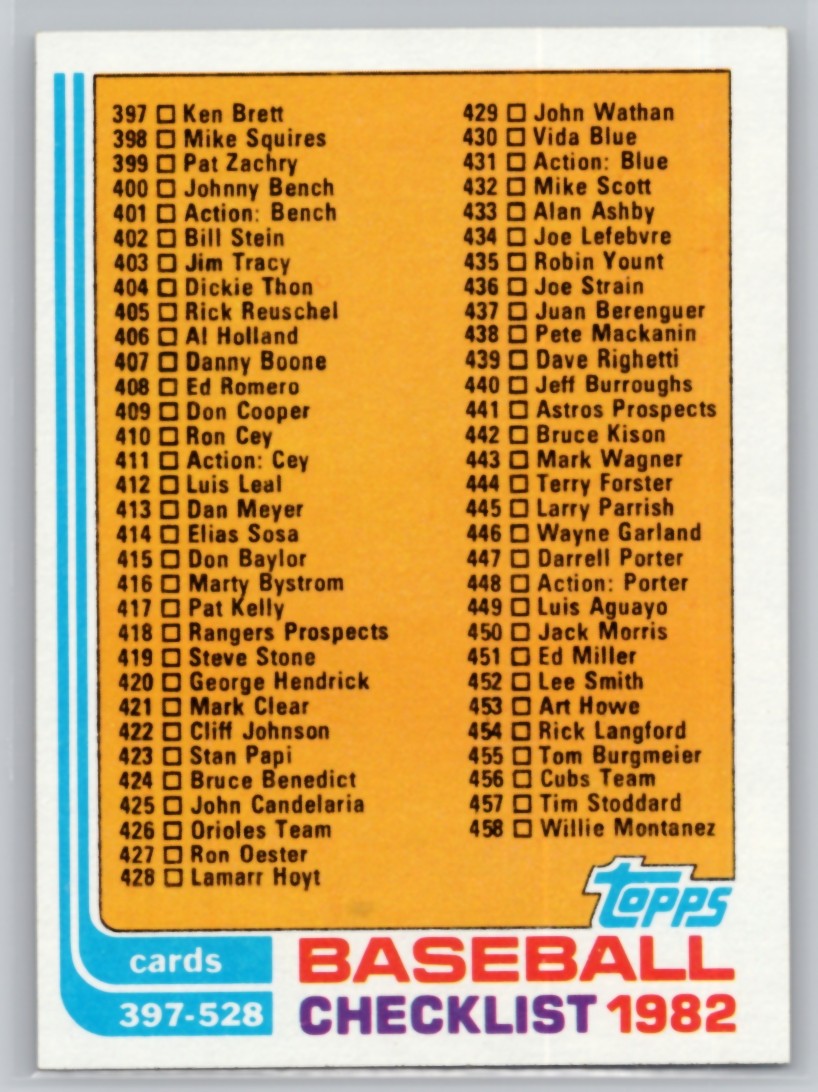 397 Ken Brett
398 Mike Squires
399 Pat Zachry
400 Johnny Bench
401 Action: Bench
402 Bill Stein
403 Jim Tracy
404 Dickie Thon
405 Rick Reuschel
406 Al Holland
407 Danny Boone
408 Ed Romero
409 Don Cooper
410 Ron Cey
411 Action: Cey
412 Luis Leal
413 Dan Meyer
414 Elias Sosa
415 Don Baylor
416 Marty Bystrom
417 Pat Kelly
418 Rangers Prospects
419 Steve Stone
420 George Hendrick
421 Mark Clear
422 Cliff Johnson
423 Stan Papi
424 Bruce Benedict
425 John Candelaria
426 Orioles Team
427 Ron Oester
428 Lamarr Hoyt
429 John Wathan
430 Vida Blue
431 Action: Blue
432 Mike Scott
433 Alan Ashby
434 Joe Lefebvre
435 Robin Yount
436 Joe Strain
437 Juan Berenguer
438 Pete Mackanin
439 Dave Righetti
440 Jeff Burroughs
441 Astros Prospects
442 Bruce Kison
443 Mark Wagner
444 Terry Forster
445 Larry Parrish
446 Wayne Garland
447 Darrell Porter
448 Action: Porter
449 Luis Aguayo
450 Jack Morris
451 Ed Miller
452 Lee Smith
453 Art Howe
454 Rick Langford
455 Tom Burgmeier
456 Cubs Team
457 Tim Stoddard
458 Willie Montanez
topps
cards
397-528
BASEBALL
CHECKLIST 1982